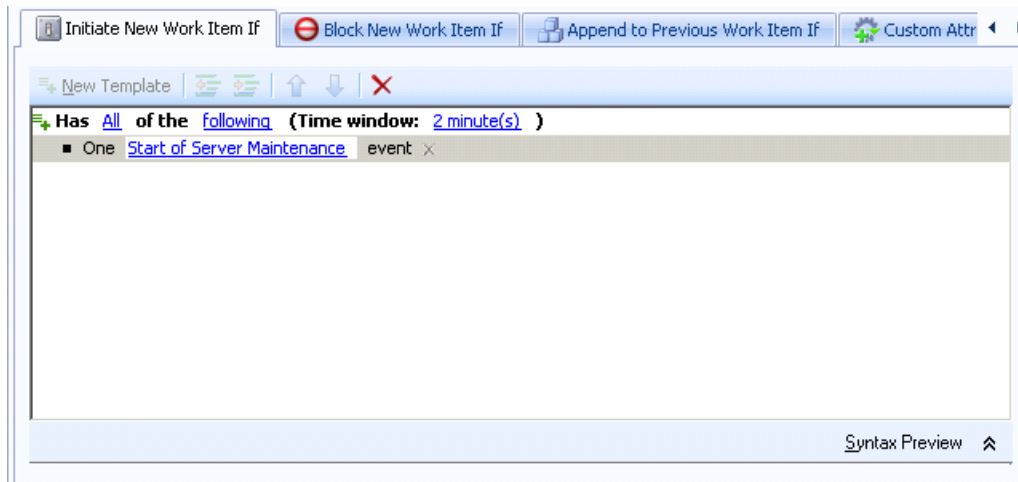 Initiate New Work Item If Block New Work Item If Append to Previous Work Item If Custom Attr
New Template
Has All of the following (Time window: 2 minute(s) )
One Start of Server Maintenance event
Syntax Preview